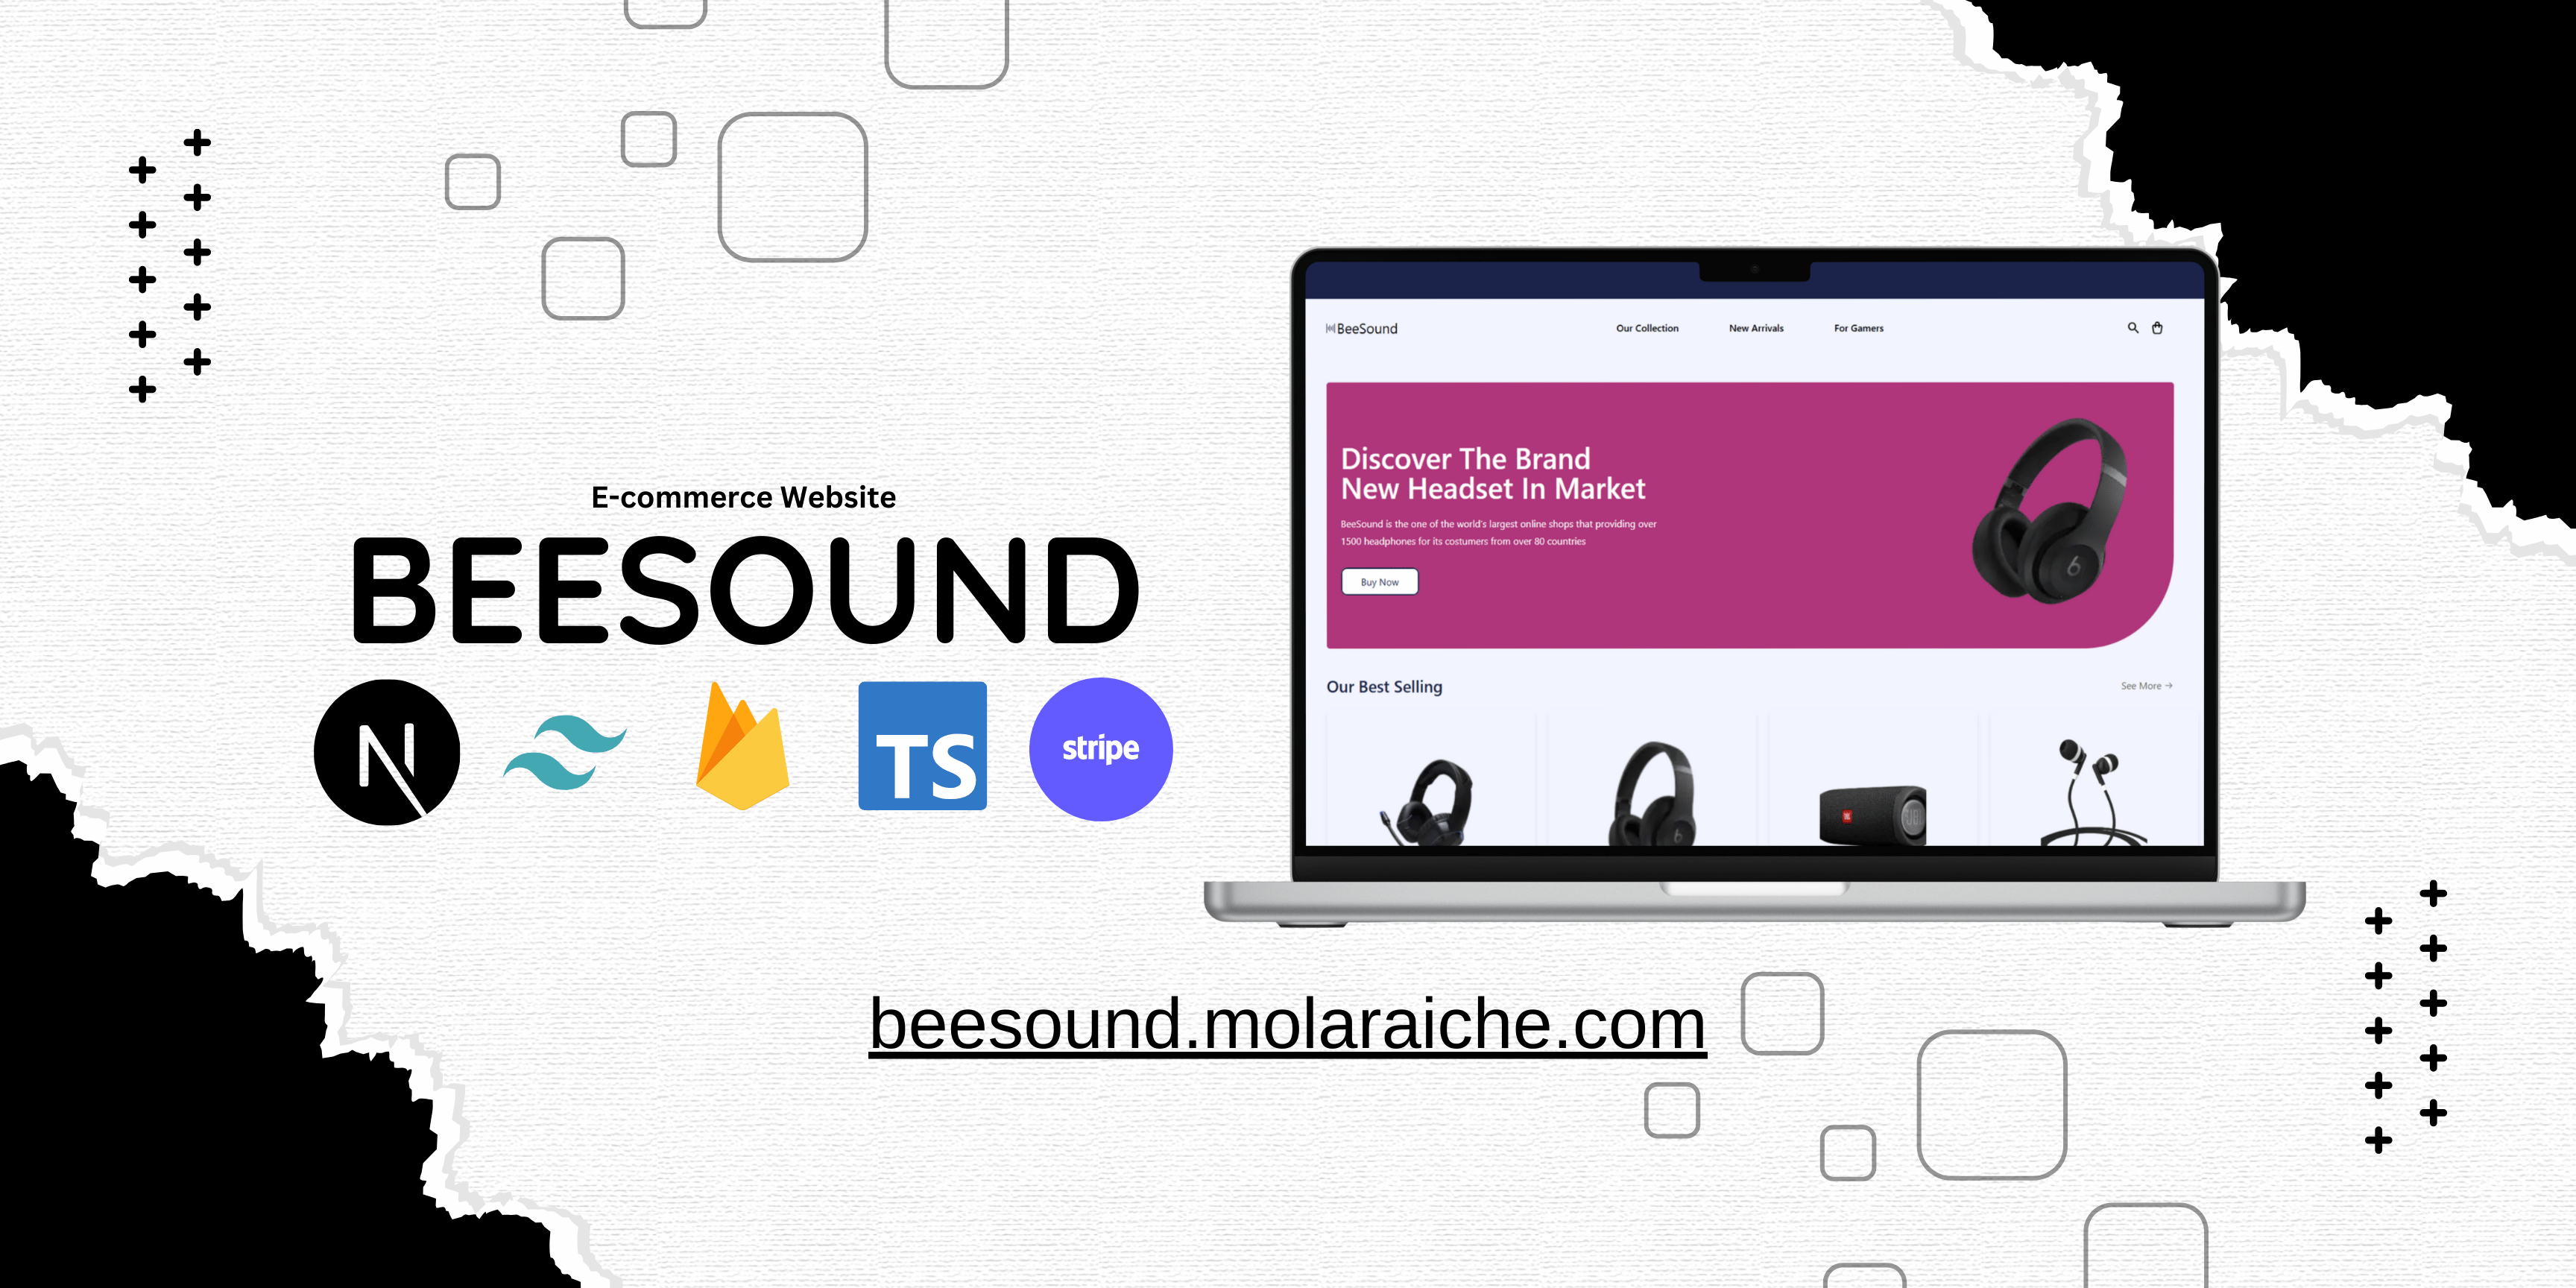 E-commerce Website
BEESOUND
N
TS
stripe
BeeSound
Our Collection
New Arrivals
For Gamers
Discover The Brand
New Headset In Market
BeeSound is the one of the world's largest online shops that providing over
1500 headphones for its costumers from over 80 countries
Buy Now
Our Best Selling
See More →
JBL
beesound.molaraiche.com